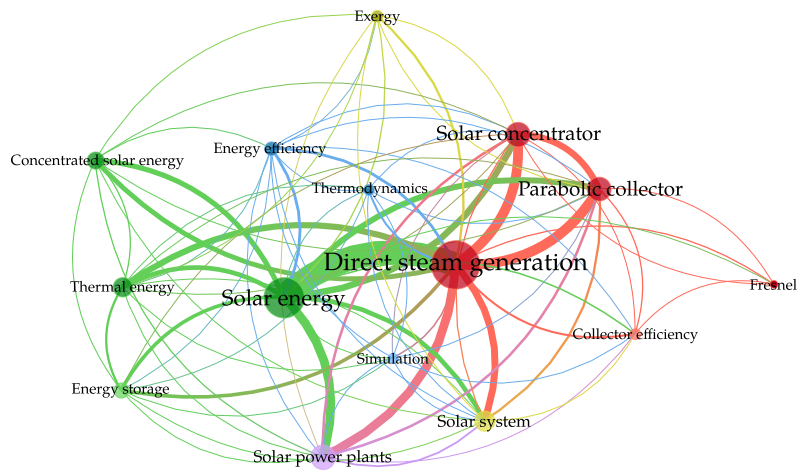 Exergy
Solar concentrator
Energy efficiency
Concentrated solar energy
Thermodynamics
Parabolic collector
Direct steam generation
Fresnel
Thermal energy
Solar energy
Collector efficiency
Simulation
Energy storage
Solar system
Solar power plants